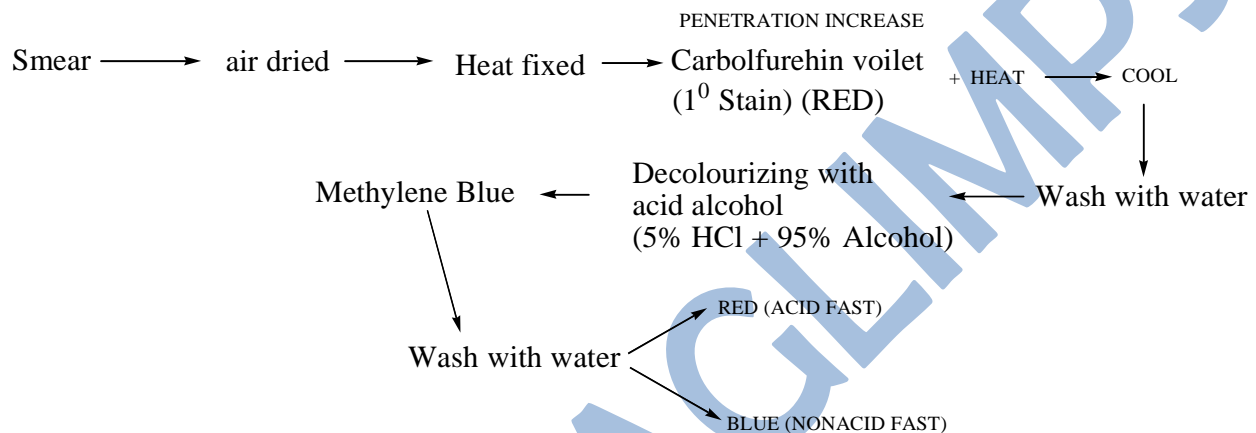 PENETRATION INCREASE
Smear air dried Heat fixed Carbolfurehin voilet + HEAT COOL
(1⁰ Stain) (RED)
Decolourizing with
Methylene Blue acid alcohol Wash with water
(5% HCl + 95% Alcohol)
RED (ACID FAST)
Wash with water
BLUE (NONACID FAST)